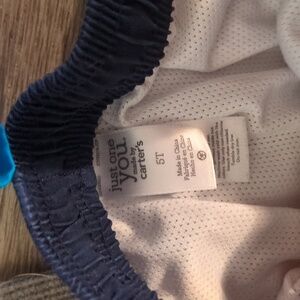 just one
you
made by
carter's
5T
Made in China
Fabriqué en Chine
Hecho en China